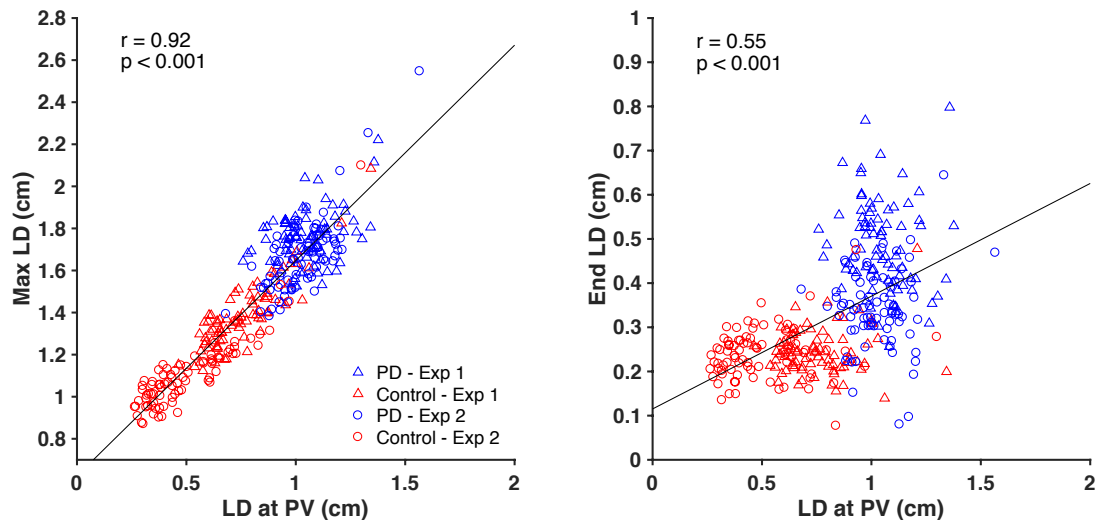 r = 0.92
p < 0.001
Max LD (cm)
2.8
2.6
2.4
2.2
2
1.8
1.6
1.4
1.2
1
0.8
PD - Exp 1
Control - Exp 1
PD - Exp 2
Control - Exp 2
0
0.5
1
1.5
2
LD at PV (cm)
r = 0.55
p < 0.001
End LD (cm)
1
0.9
0.8
0.7
0.6
0.5
0.4
0.3
0.2
0.1
0
0
0.5
1
1.5
2
LD at PV (cm)